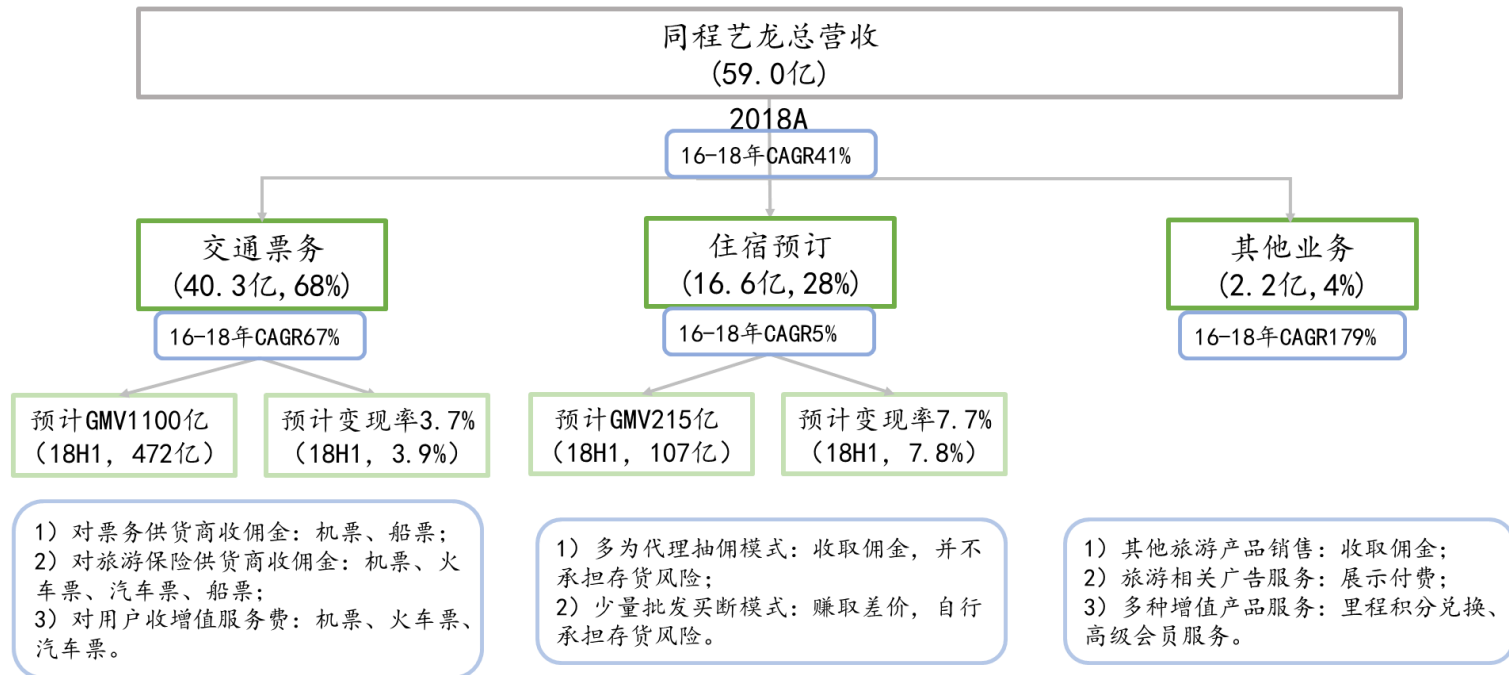 同程艺龙总营收
(59.0亿)
2018A
16-18年CAGR41%
交通票务
(40.3亿,68%)
住宿预订
(16.6亿,28%)
其他业务
(2.2亿,4%)
16-18年CAGR67%
16-18年CAGR5%
16-18年CAGR179%
预计GMV1100亿
(18H1, 472亿)
预计变现率3.7%
(18H1, 3.9%)
预计GMV215亿
(18H1, 107亿)
预计变现率7.7%
(18H1, 7.8%)
1）对票务供货商收佣金：机票、船票；
2）对旅游保险供货商收佣金：机票、火
车票、汽车票、船票；
3）对用户收增值服务费：机票、火车票、
汽车票。
1）多为代理抽佣模式：收取佣金，并不
承担存货风险；
2）少量批发买断模式：赚取差价，自行
承担存货风险。
1）其他旅游产品销售：收取佣金；
2）旅游相关广告服务：展示付费；
3）多种增值产品服务：里程积分兑换、
高级会员服务。